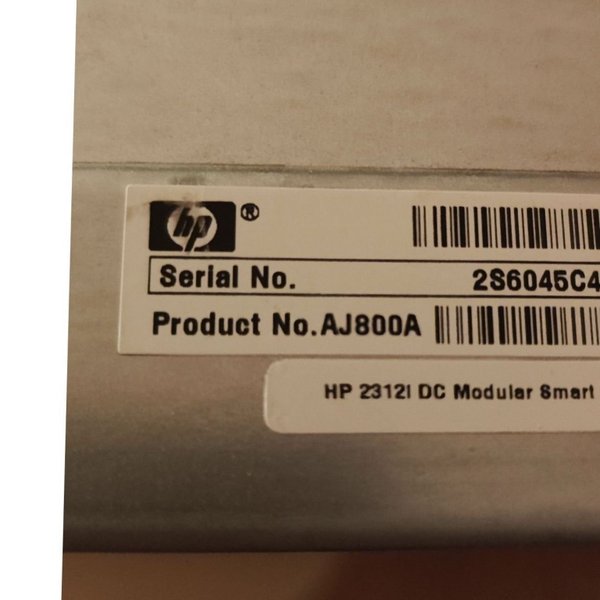 hp®
Serial No. 2S6045C4
Product No.AJ800A
HP 2312I DC Modular Smart